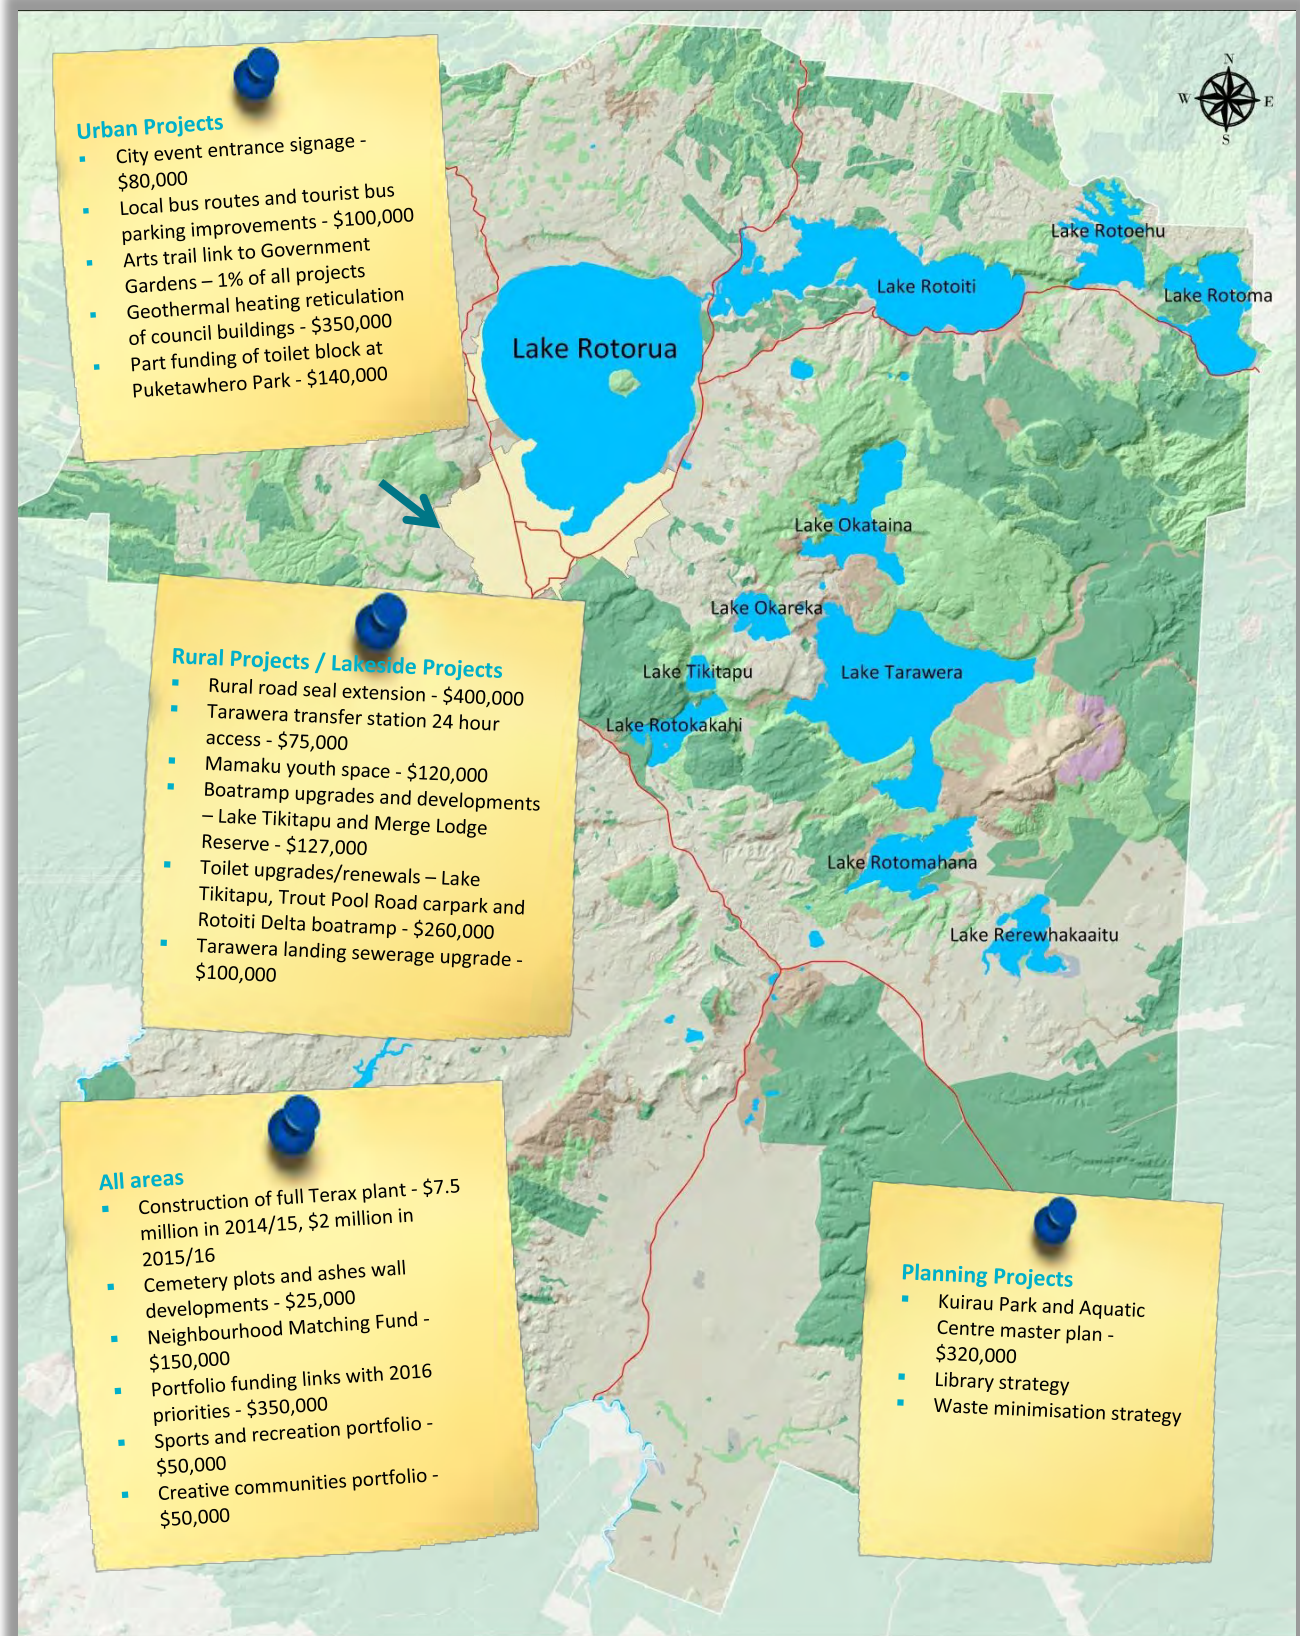 Urban Projects
▪ City event entrance signage -
$80,000
▪ Local bus routes and tourist bus
parking improvements - $100,000
▪ Arts trail link to Government
Gardens – 1% of all projects
▪ Geothermal heating reticulation
of council buildings - $350,000
▪ Part funding of toilet block at
Puketawhero Park - $140,000
N
W
E
S
Lake Rotoehu
Lake Rotoiti
Lake Rotoma
Lake Rotorua
Lake Okataina
Lake Okareka
Lake Tikitapu
Lake Tarawera
Lake Rotokakahi
Lake Rotomahana
Lake Rerewhakaaitu
Rural Projects / Lakeside Projects
▪ Rural road seal extension - $400,000
▪ Tarawera transfer station 24 hour
access - $75,000
▪ Mamaku youth space - $120,000
▪ Boatramp upgrades and developments
– Lake Tikitapu and Merge Lodge
Reserve - $127,000
▪ Toilet upgrades/renewals – Lake
Tikitapu, Trout Pool Road carpark and
Rotoiti Delta boatramp - $260,000
▪ Tarawera landing sewerage upgrade -
$100,000
All areas
▪ Construction of full Terax plant - $7.5
million in 2014/15, $2 million in
2015/16
▪ Cemetery plots and ashes wall
developments - $25,000
▪ Neighbourhood Matching Fund -
$150,000
▪ Portfolio funding links with 2016
priorities - $350,000
▪ Sports and recreation portfolio -
$50,000
▪ Creative communities portfolio -
$50,000
Planning Projects
▪ Kuirau Park and Aquatic
Centre master plan -
$320,000
▪ Library strategy
▪ Waste minimisation strategy